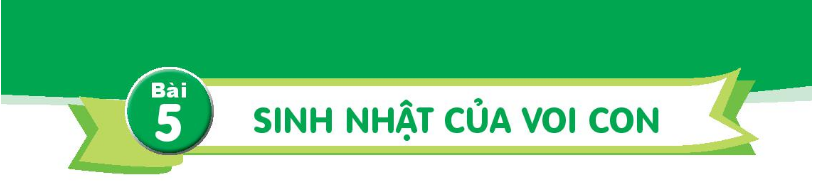 Bài
5
SINH NHẬT CỦA VOI CON